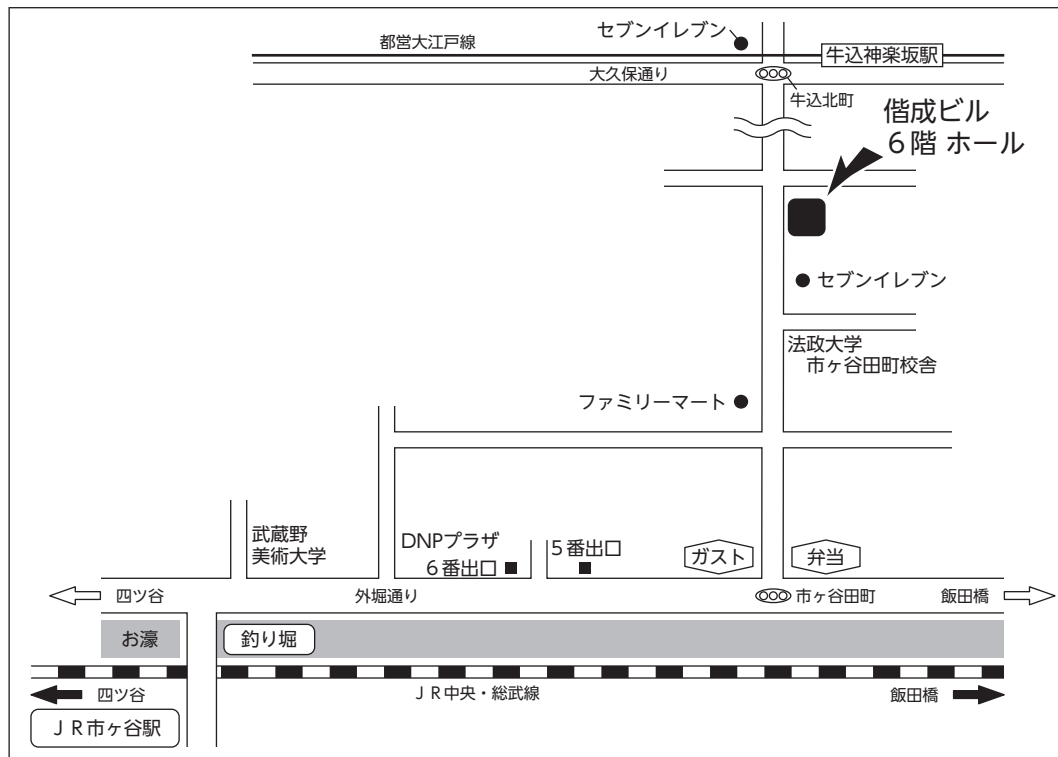 都営大江戸線
セブンイレブン
牛込神楽坂駅
大久保通り
牛込北町
偕成ビル
６階 ホール
セブンイレブン
法政大学
市ヶ谷田町校舎
ファミリーマート
武蔵野
美術大学
DNPプラザ
６番出口
５番出口
ガスト
弁当
四ツ谷
外堀通り
市ヶ谷田町
飯田橋
お濠
釣り堀
四ツ谷
ＪＲ中央・総武線
飯田橋
ＪＲ市ヶ谷駅